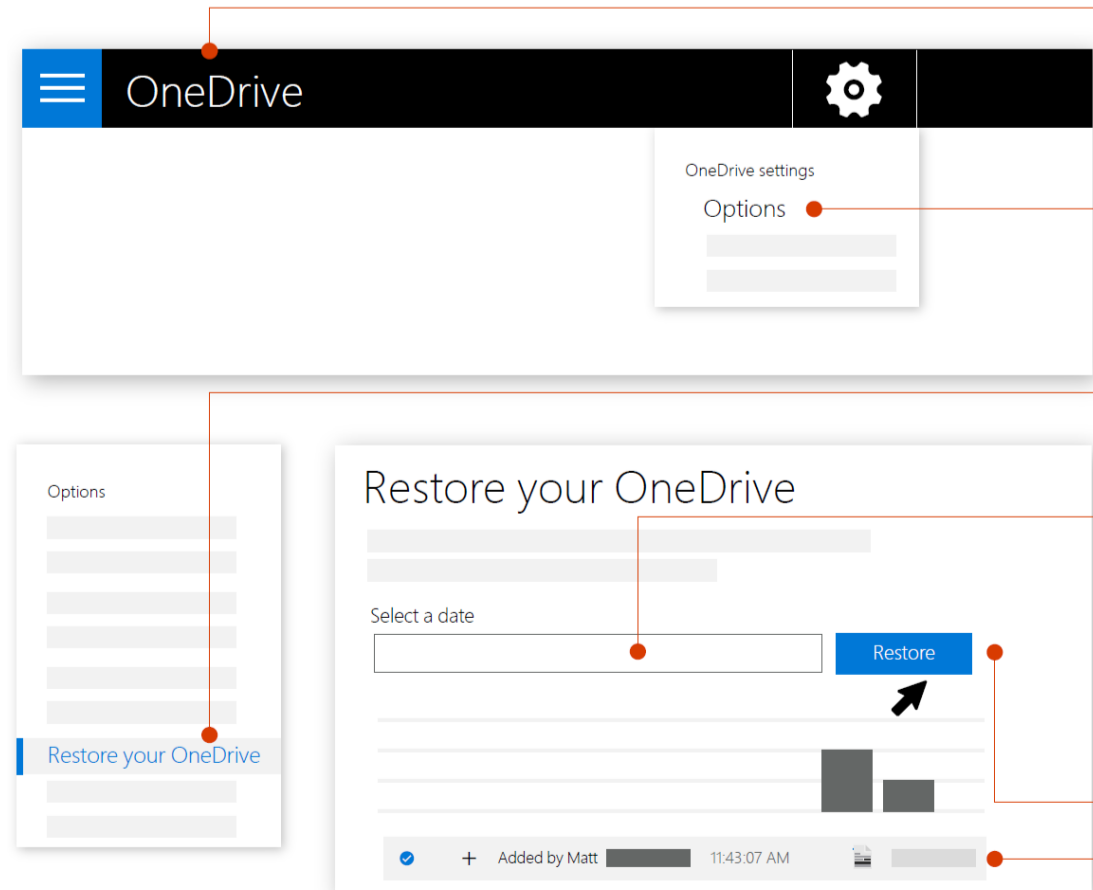 OneDrive
OneDrive settings
Options
Options
Restore your OneDrive
Restore your OneDrive
Select a date
Restore
Added by Matt 11:43:07 AM